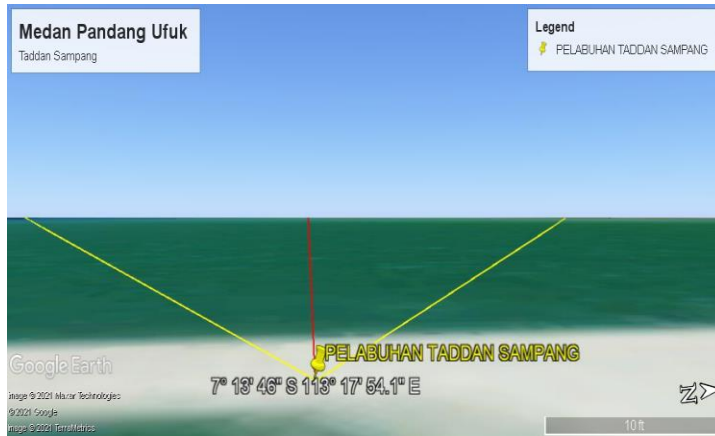 Medan Pandang Ufuk
Taddan Sampang
Legend
PELABUHAN TADDAN SAMPANG
PELABUHAN TADDAN SAMPANG
7° 13' 46" S 113° 17' 54.1" E
Google Earth
Image © 2021 Maxar Technologies
© 2021 Google
Image © 2021 TerraMetrics
N
10 ft